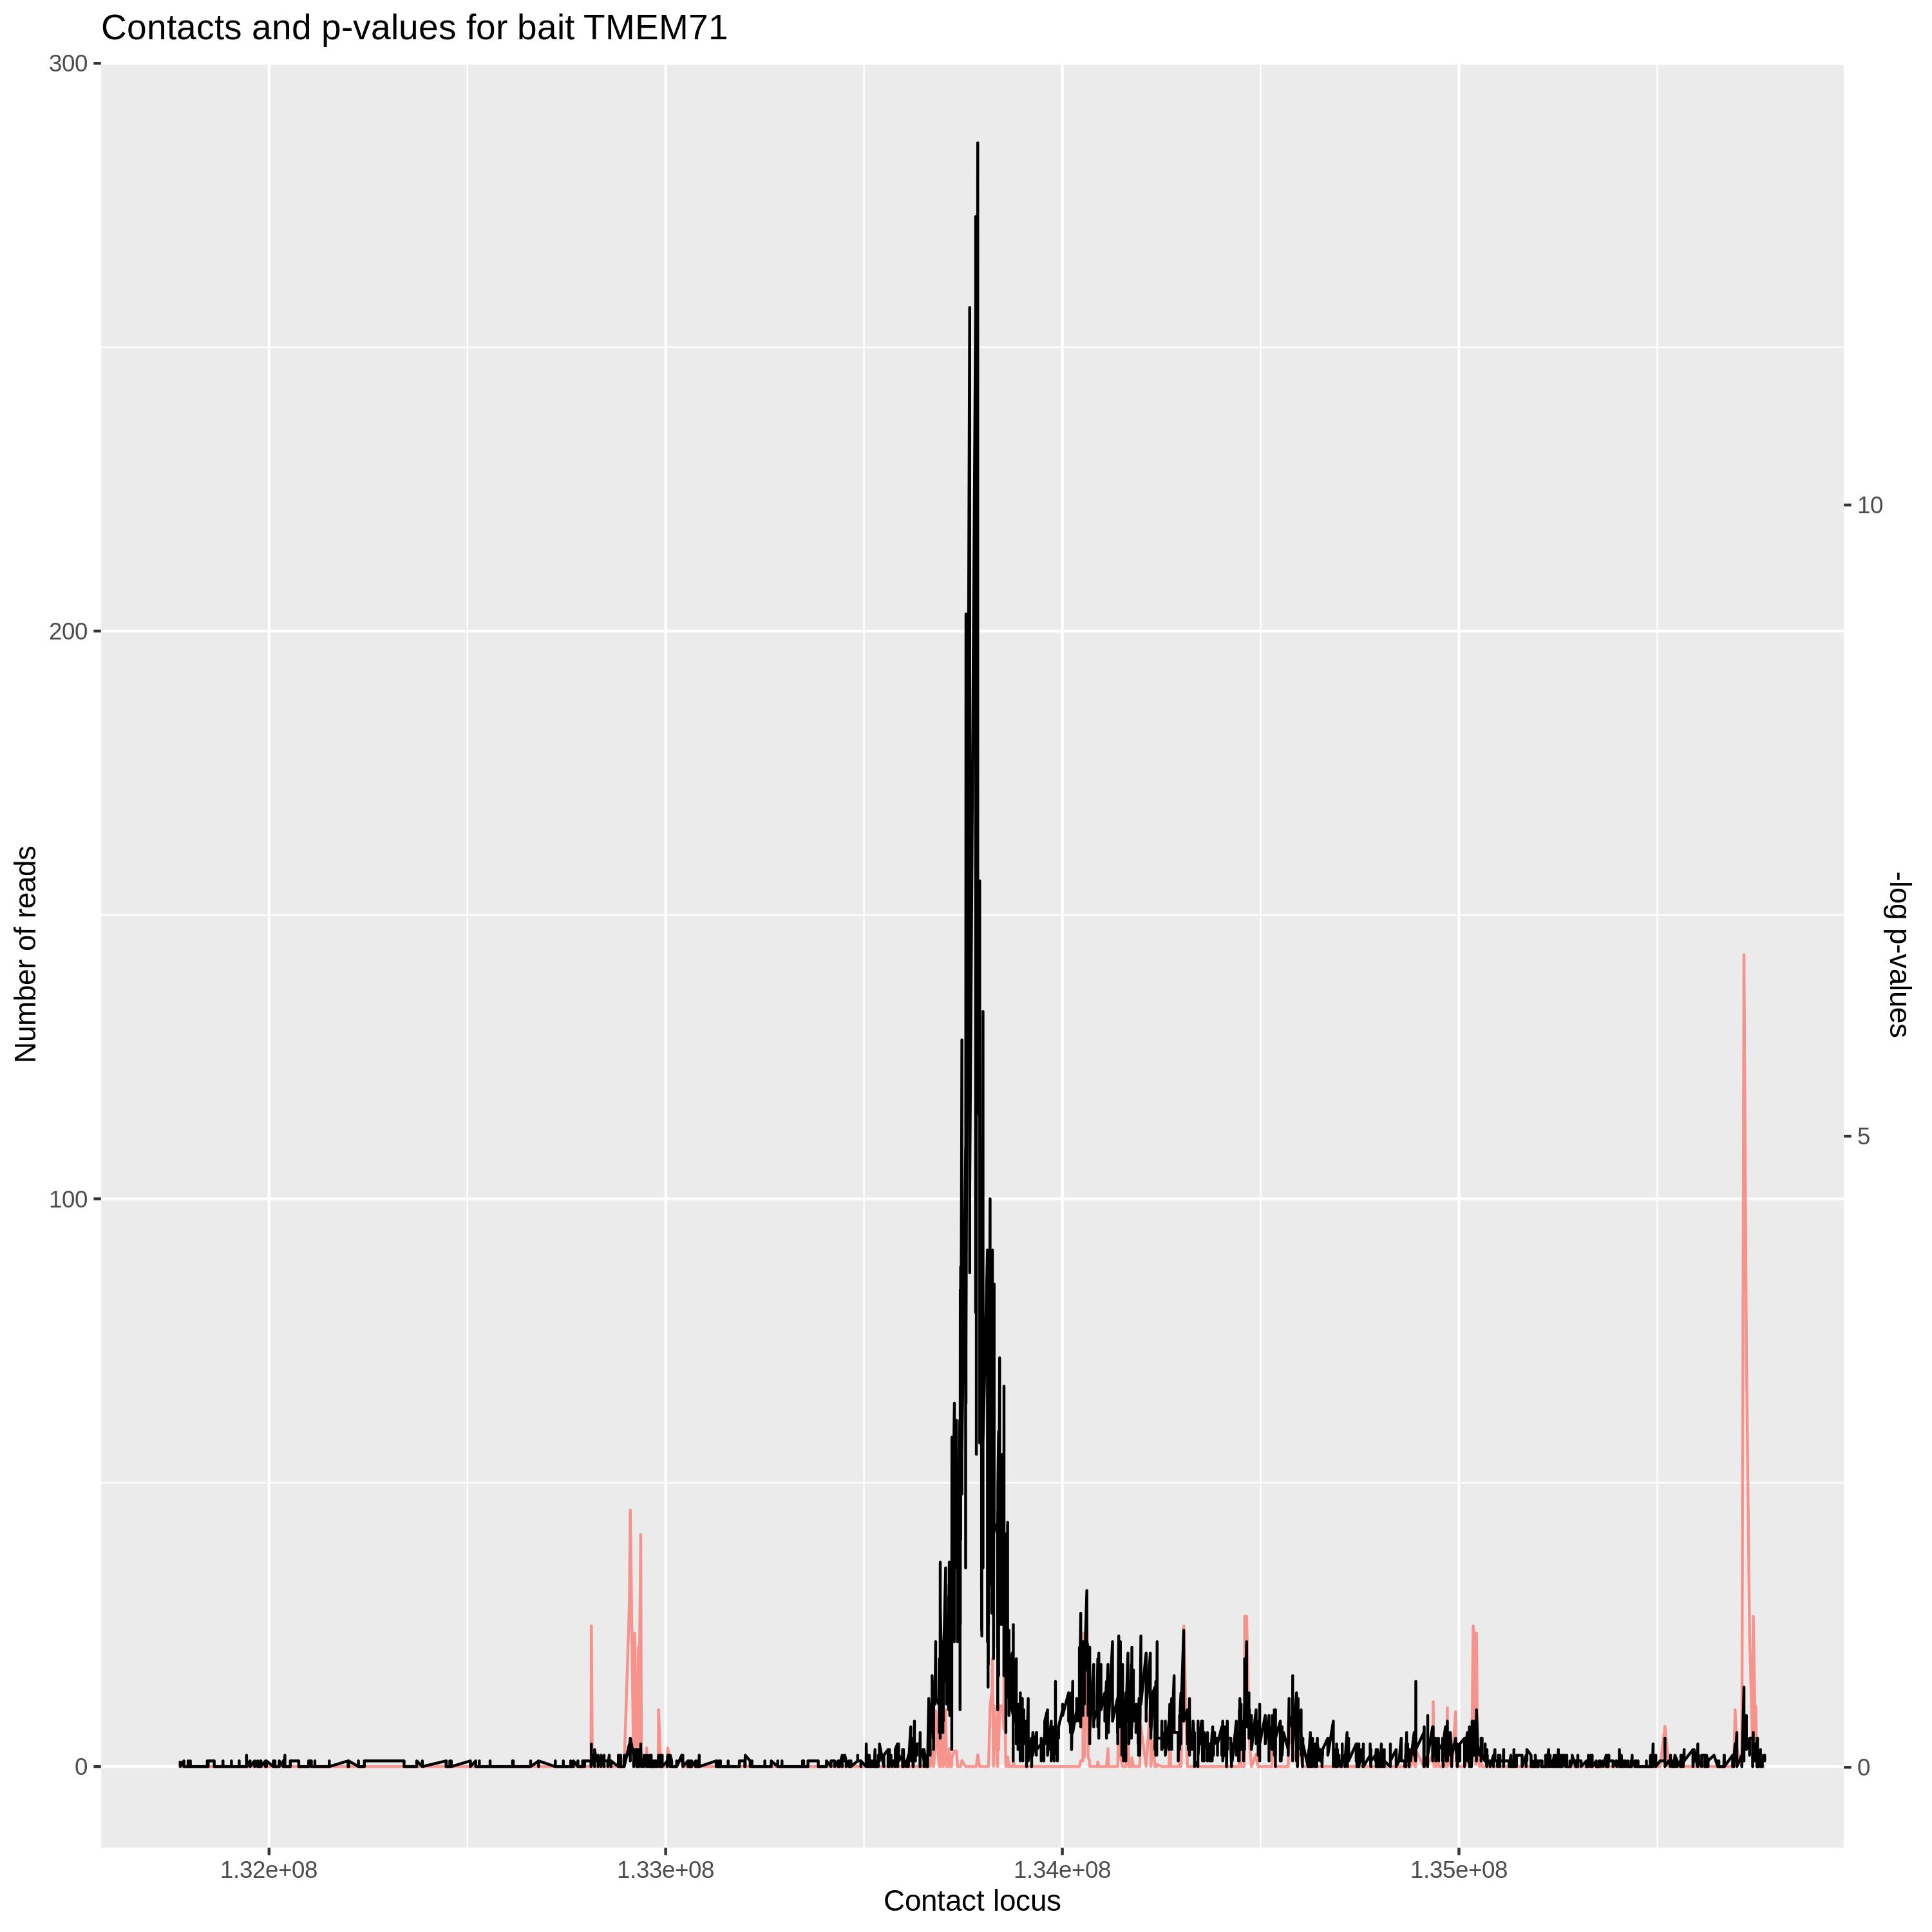 Contacts and p-values for bait TMEM71
300
200
100
0
Number of reads
10
5
0
-log p-values
1.32e+08 1.33e+08 1.34e+08 1.35e+08
Contact locus